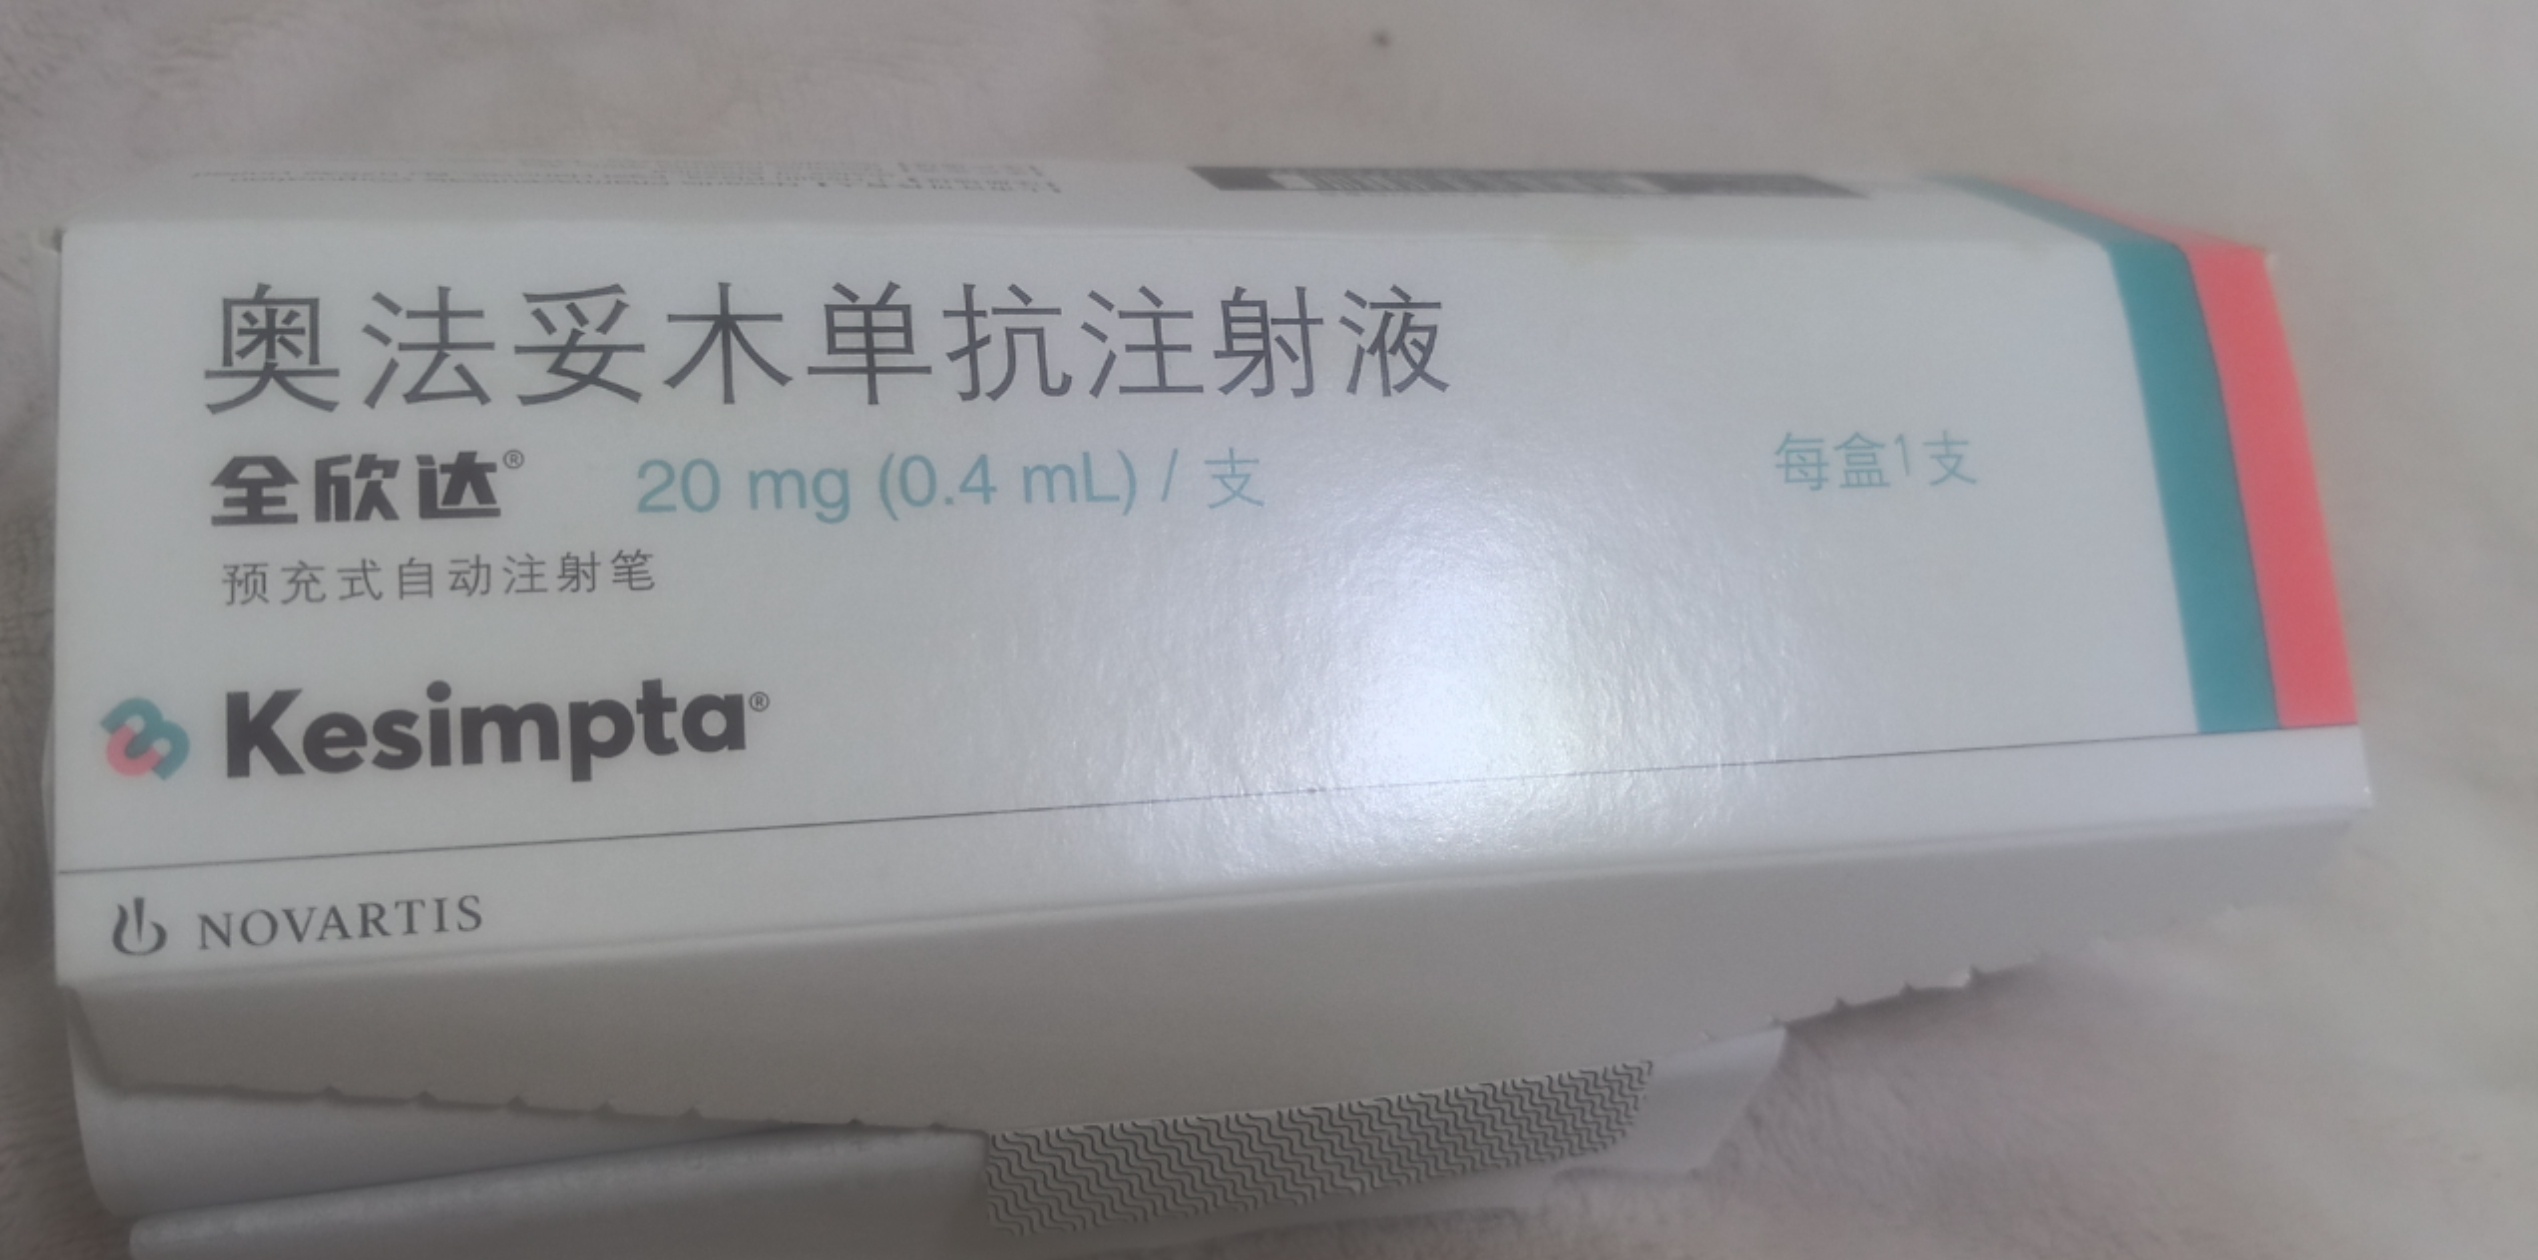 奥法妥木单抗注射液
全欣达® 20 mg (0.4 mL) / 支 每盒1支
预充式自动注射笔
Kesimpta®
NOVARTIS